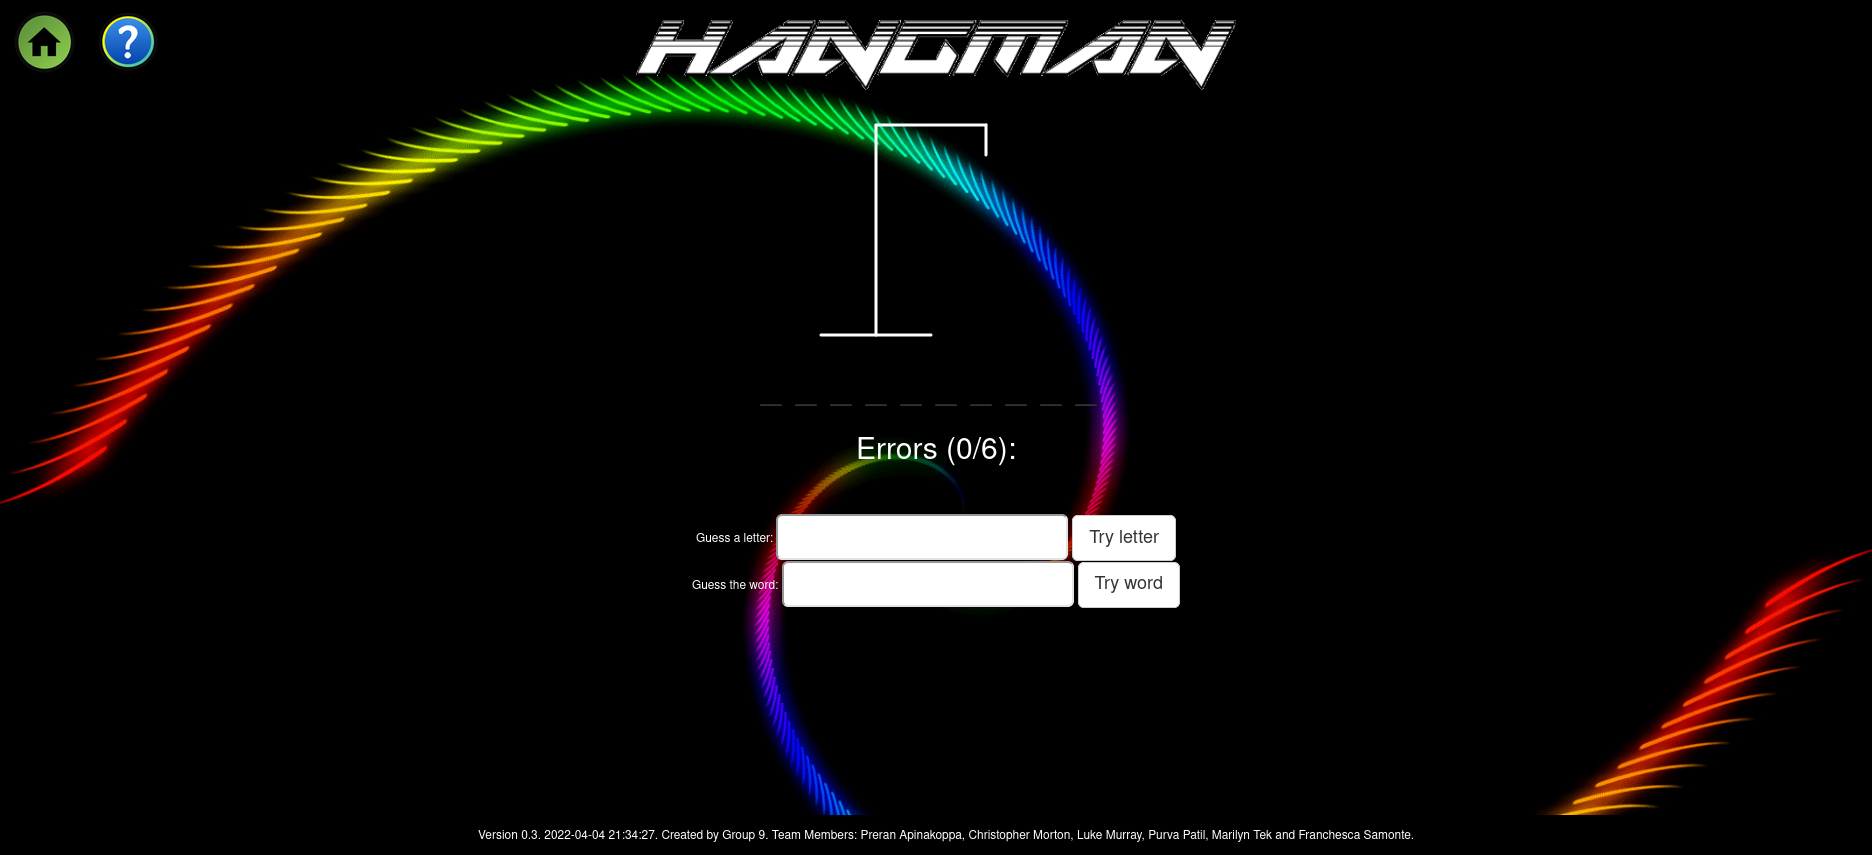 ?
HANGMAN
Errors (0/6):
Guess a letter: Try letter
Guess the word: Try word
Version 0.3. 2022-04-04 21:34:27. Created by Group 9. Team Members: Preran Apinakoppa, Christopher Morton, Luke Murray, Purva Patil, Marilyn Tek and Franchesca Samonte.